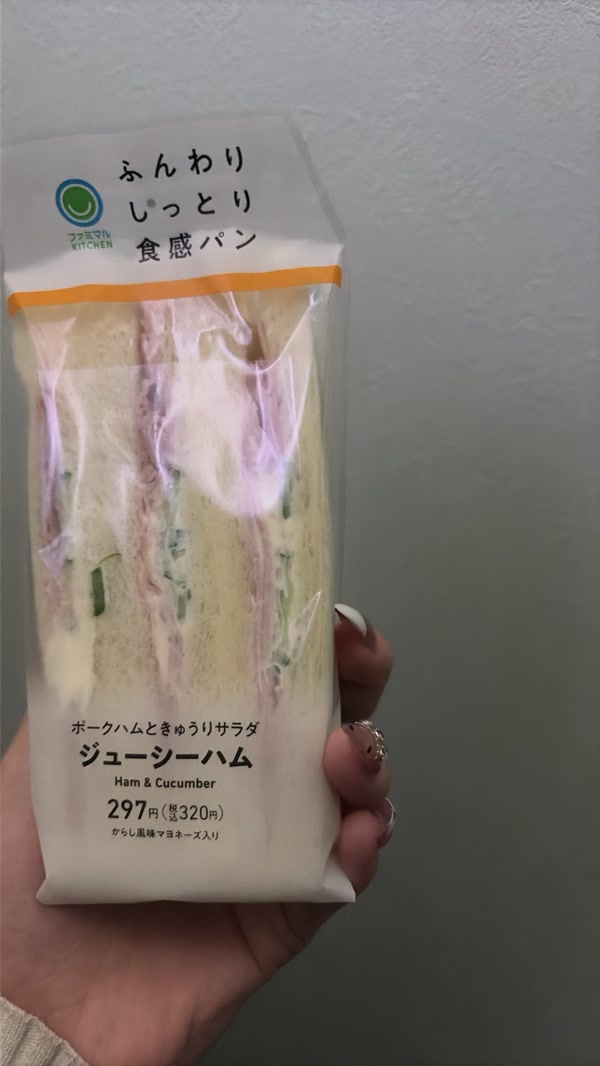 ふんわり
しっとり
食感パン
ファミマル
KITCHEN
ポークハムときゅうりサラダ
ジューシーハム
Ham & Cucumber
297円(税込320円)
からし風味マヨネーズ入り